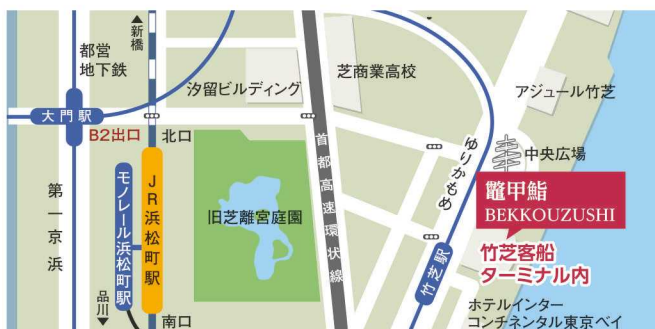 ▲新橋
都営
地下鉄
汐留ビルディング
芝商業高校
アジュール竹芝
大門駅
B2出口
北口
首都高速環状線
ゆりかもめ
中央広場
鼈甲鮨
BEKKOUZUSHI
第一京浜
モノレール浜松町駅
JR浜松町駅
旧芝離宮庭園
竹芝駅
竹芝客船
ターミナル内
品川▼
南口
ホテルインター
コンチネンタル東京ベイ